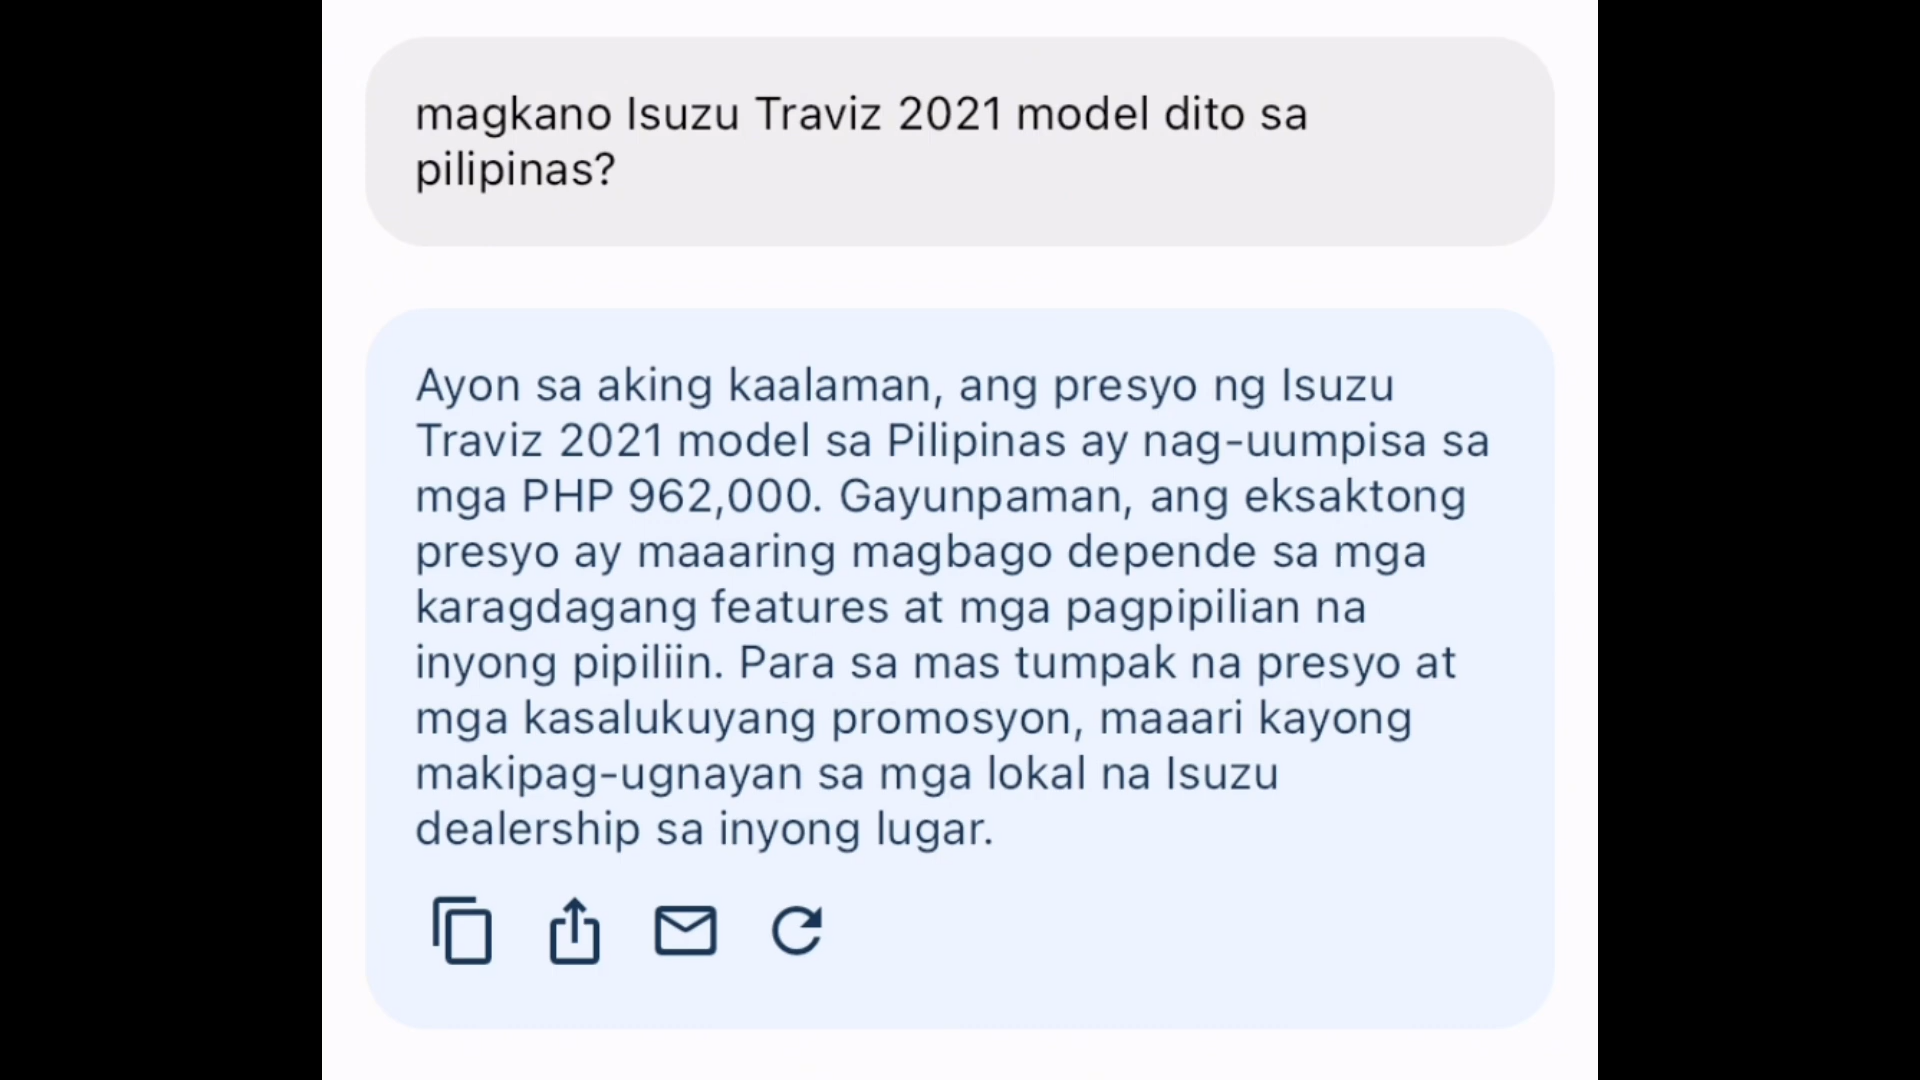 magkano Isuzu Traviz 2021 model dito sa
pilipinas?
Ayon sa aking kaalaman, ang presyo ng Isuzu
Traviz 2021 model sa Pilipinas ay nag-uumpisa sa
mga PHP 962,000. Gayunpaman, ang eksaktong
presyo ay maaaring magbago depende sa mga
karagdagang features at mga pagpipilian na
inyong pipiliin. Para sa mas tumpak na presyo at
mga kasalukuyang promosyon, maaari kayong
makipag-ugnayan sa mga lokal na Isuzu
dealership sa inyong lugar.